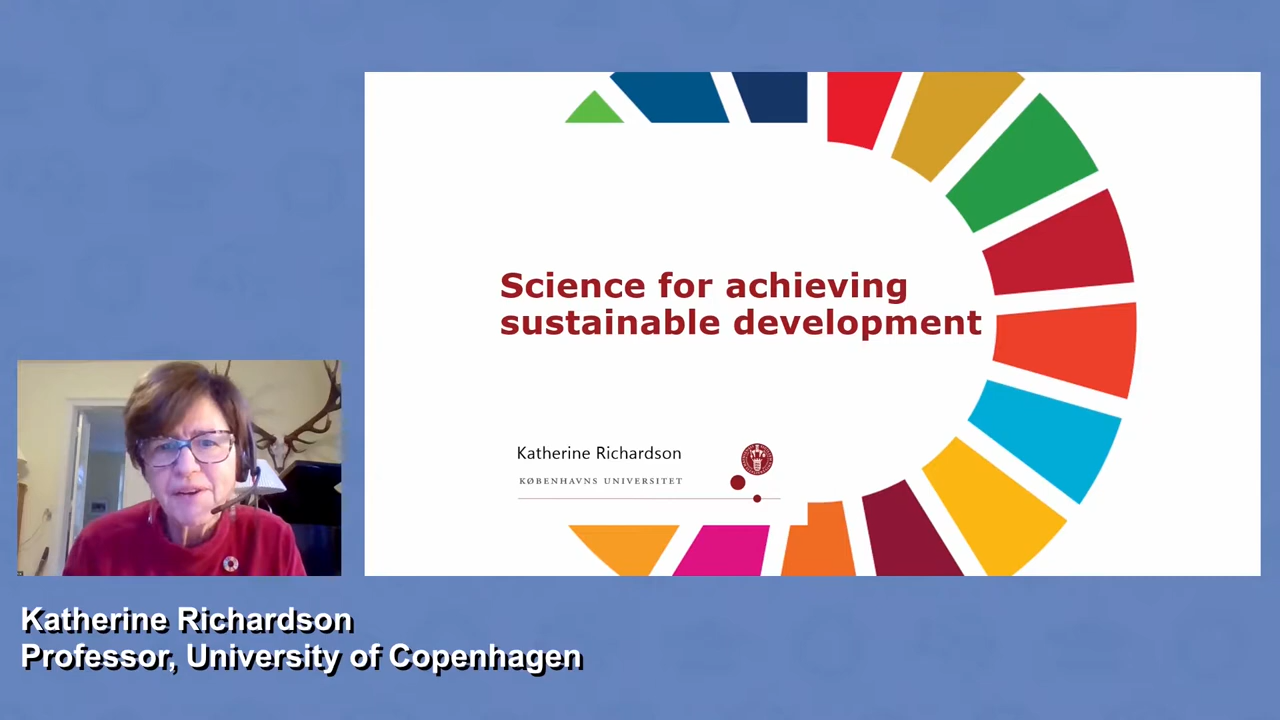 Science for achieving
sustainable development
Katherine Richardson
KØBENHAVNS UNIVERSITET
Katherine Richardson
Professor, University of Copenhagen